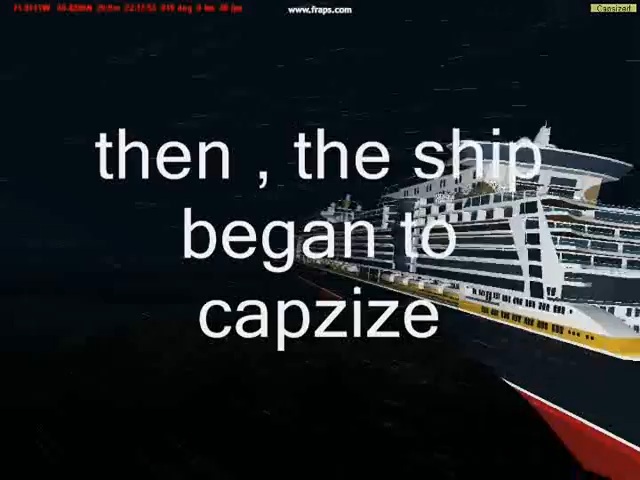 www.fraps.com
Capsized
then , the ship
began to
capzize